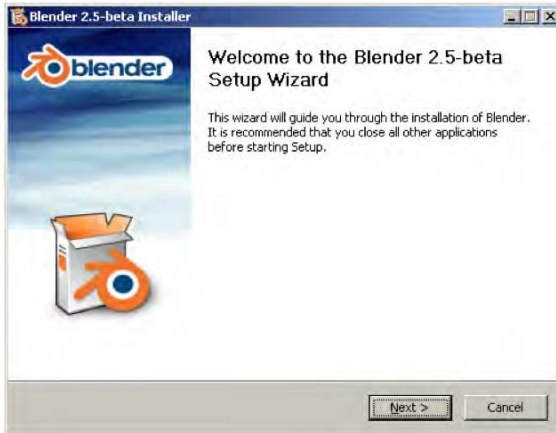 Blender 2.5-beta Installer
blender
Welcome to the Blender 2.5-beta
Setup Wizard
This wizard will guide you through the installation of Blender.
It is recommended that you close all other applications
before starting Setup.
Next >
Cancel